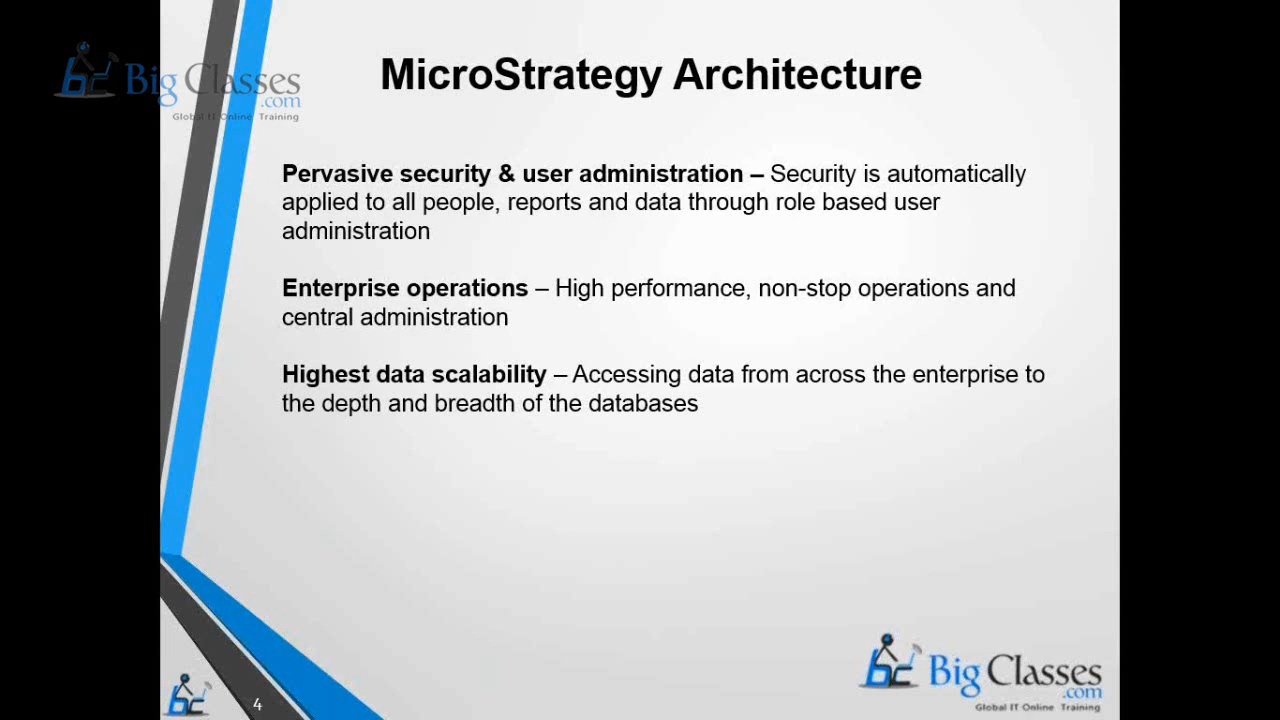 Big Classes
.com
Global IT Online Training
MicroStrategy Architecture
Pervasive security & user administration – Security is automatically
applied to all people, reports and data through role based user
administration
Enterprise operations – High performance, non-stop operations and
central administration
Highest data scalability – Accessing data from across the enterprise to
the depth and breadth of the databases
4
Big Classes
.com
Global IT Online Training